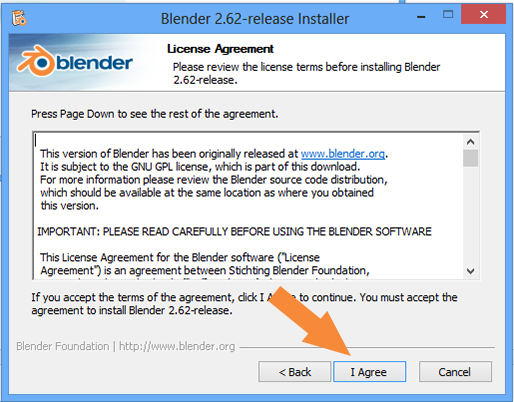 Blender 2.62-release Installer
blender
License Agreement
Please review the license terms before installing Blender
2.62-release.
Press Page Down to see the rest of the agreement.
This version of Blender has been originally released at www.blender.org.
It is subject to the GNU GPL license, which is part of this download.
For more information please review the Blender source code distribution,
which should be available at the same location as where you obtained
this version.
IMPORTANT: PLEASE READ CAREFULLY BEFORE USING THE BLENDER SOFTWARE
This License Agreement for the Blender software ("License
Agreement") is an agreement between Stichting Blender Foundation,
If you accept the terms of the agreement, click I to continue. You must accept the
agreement to install Blender 2.62-release.
Blender Foundation | http://www.blender.org
< Back
I Agree
Cancel